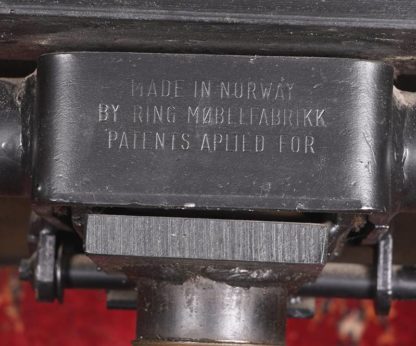 MADE IN NORWAY
BY RING MØBELFABRIKK
PATENTS APLIED FOR